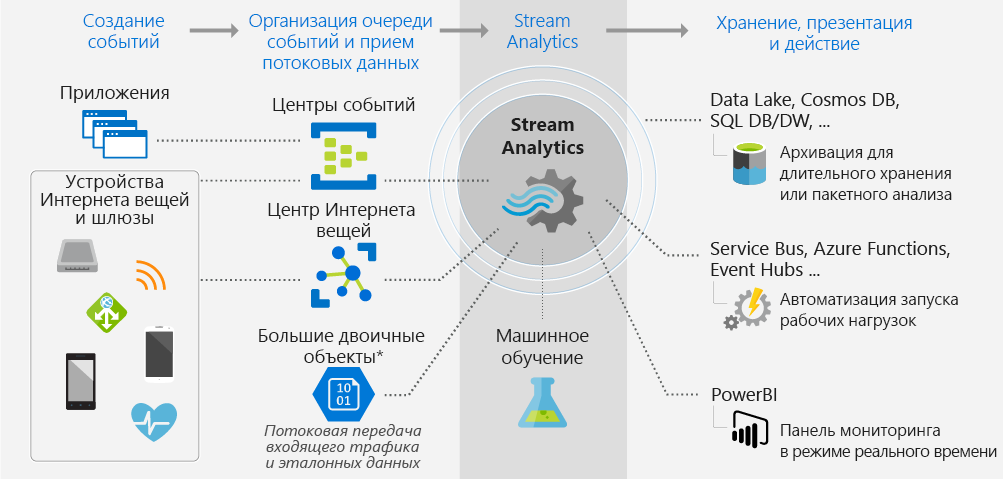 Создание
событий
Организация очереди
событий и прием
потоковых данных
Stream
Analytics
Хранение, презентация
и действие
Приложения
Устройства
Интернета вещей
и шлюзы
Центры событий
Центр Интернета
вещей
Большие двоичные
объекты*
10
01
Потоковая передача
входящего трафика
и эталонных данных
Stream
Analytics
Машинное
обучение
Data Lake, Cosmos DB,
SQL DB/DW, ...
Архивация для
длительного хранения
или пакетного анализа
Service Bus, Azure Functions,
Event Hubs ...
Автоматизация запуска
рабочих нагрузок
PowerBI
Панель мониторинга
в режиме реального времени